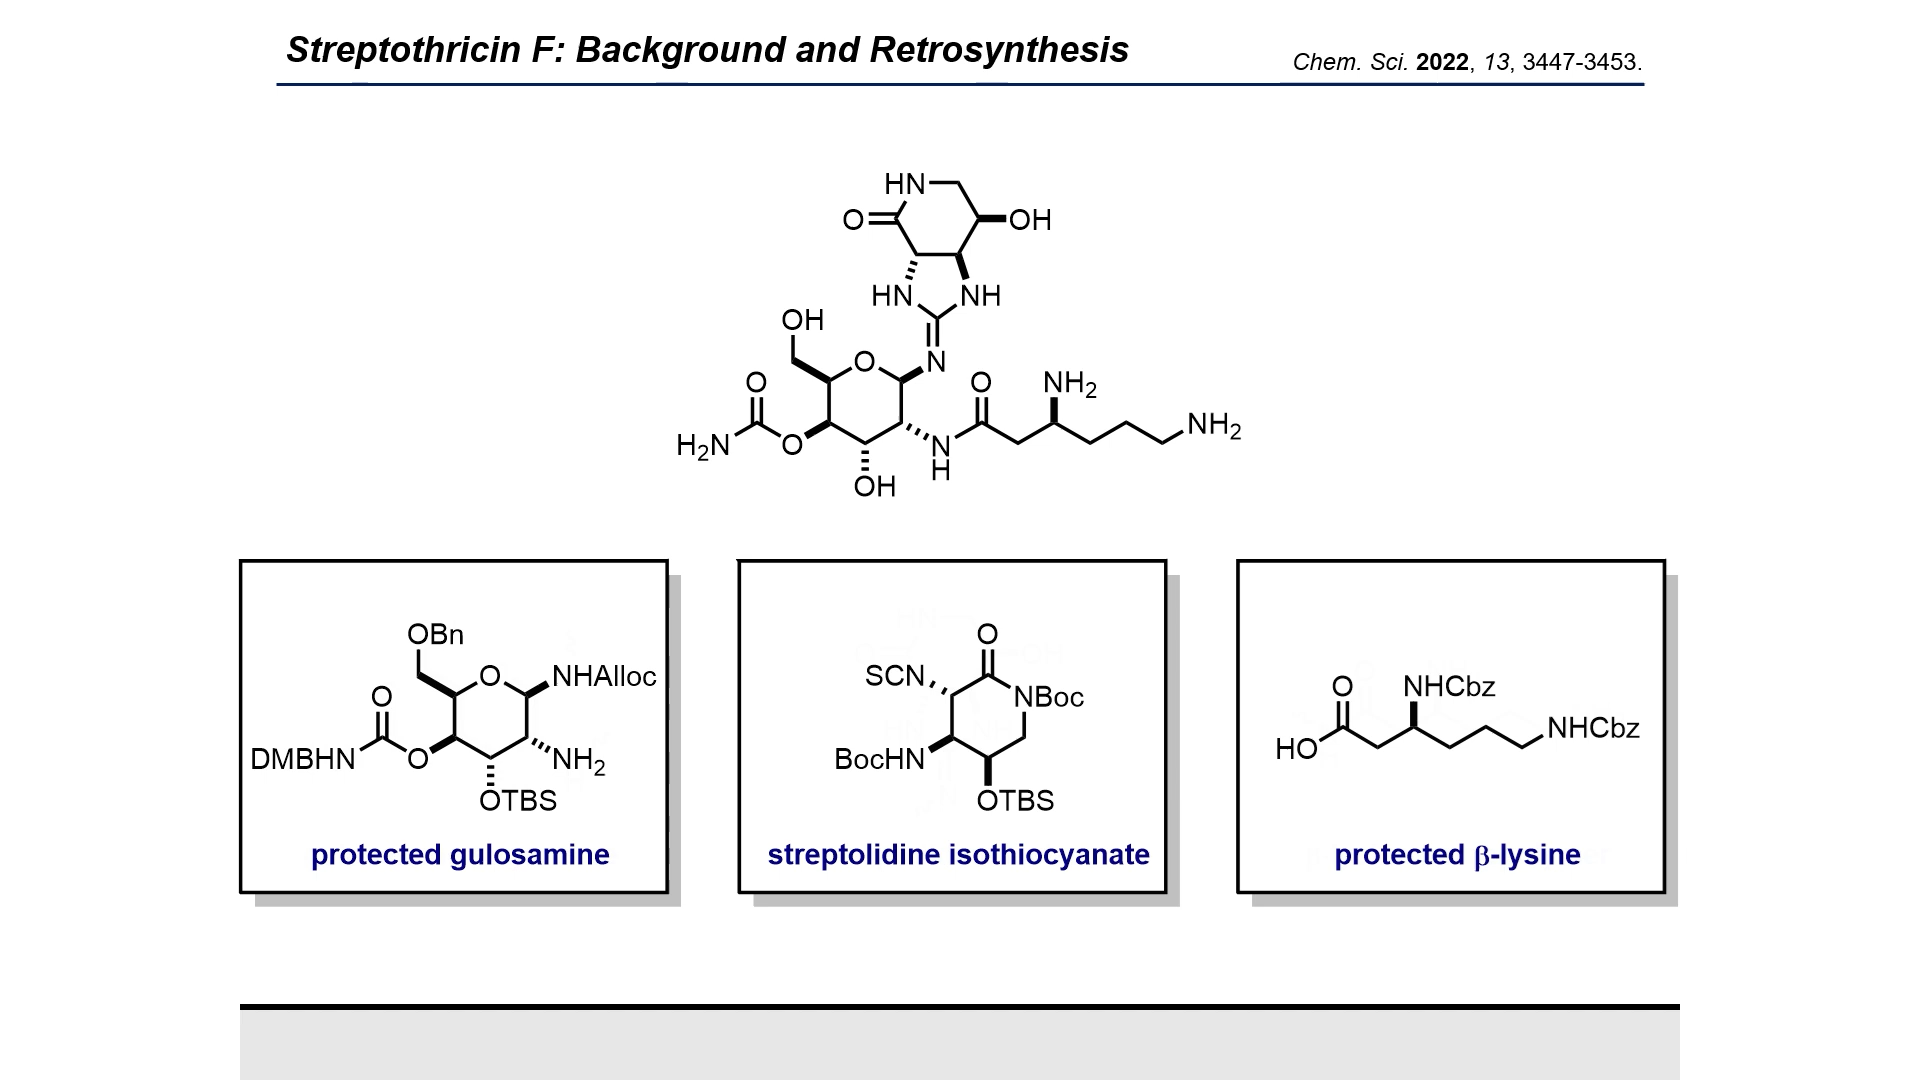 Streptothricin F: Background and Retrosynthesis
Chem. Sci. 2022, 13, 3447-3453.
HN
O
OH
HN
NH
OH
O
N
O
O
NH2
H2N
O
N
H
NH2
OH
OBn
O
NHAlloc
O
DMBHN
O
NH2
OTBS
protected gulosamine
O
SCN
NBoc
BocHN
OTBS
streptolidine isothiocyanate
O
NHCbz
HO
NHCbz
protected β-lysine